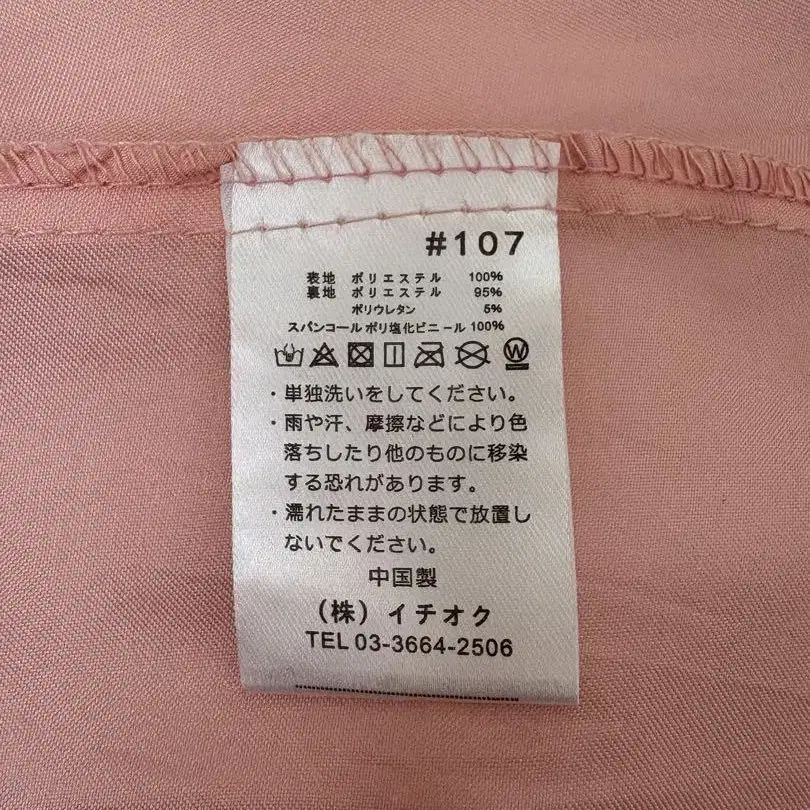 #107
表地 ポリエステル 100%
裏地 ポリエステル 95%
ポリウレタン 5%
スパンコール ポリ塩化ビニール 100%
W
・単独洗いをしてください。
・雨や汗、摩擦などにより色
落ちしたり他のものに移染
する恐れがあります。
・濡れたままの状態で放置し
ないでください。
中国製
（株）イチオク
TEL 03-3664-2506